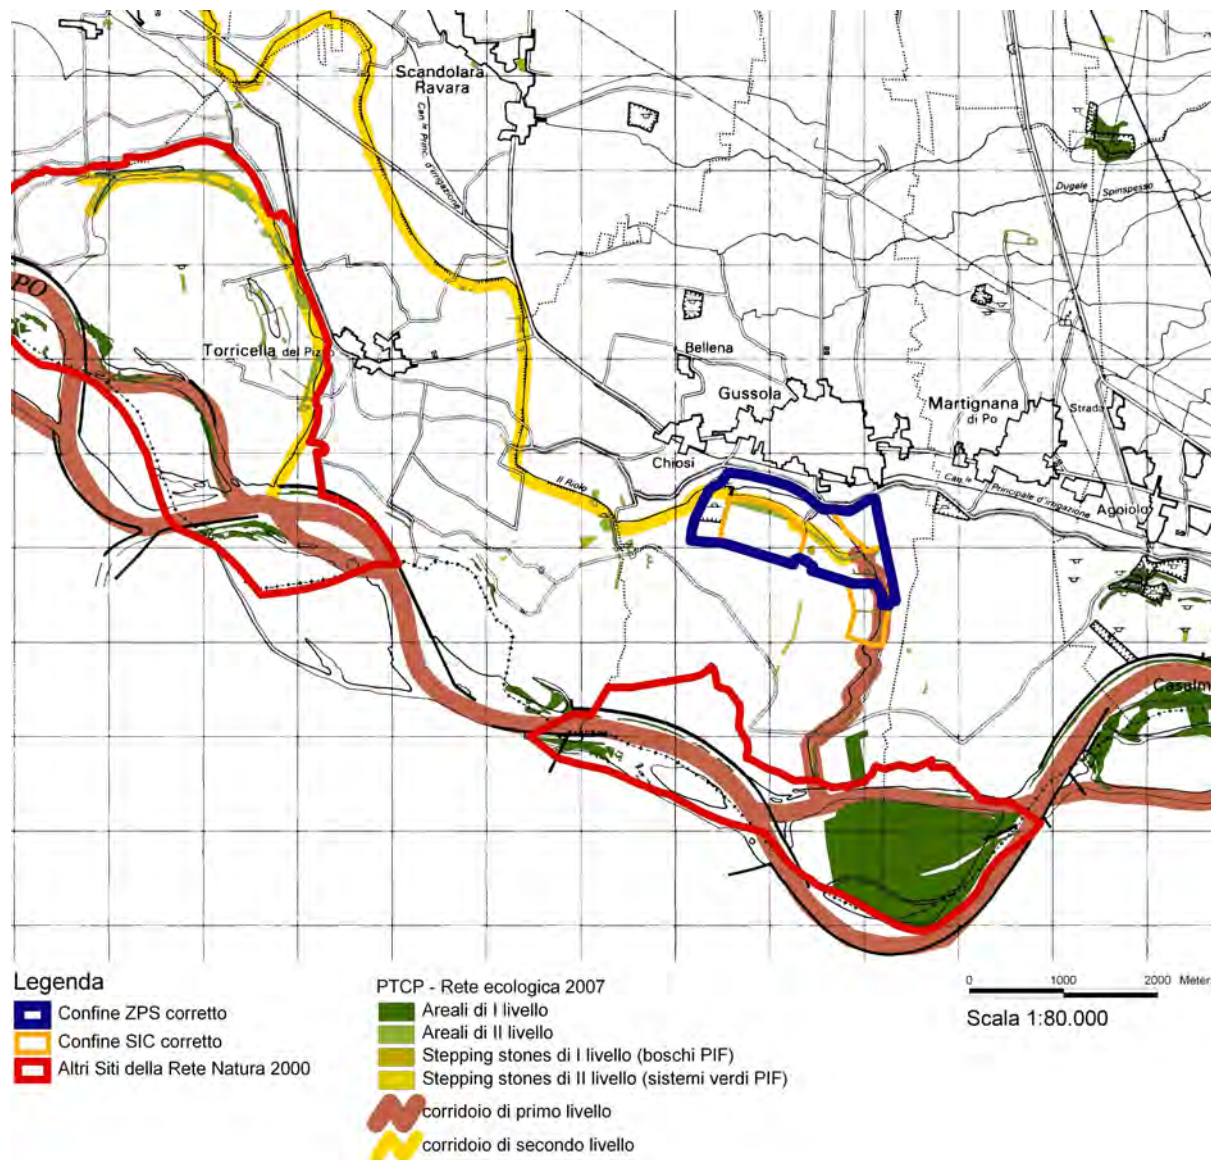 Scandolara
Ravara
Can.le Princ. d'irrigazione
Dugale Spinspesso
PO
Torricella del Pizzo
Bellena
Gussola
Martignana
di Po
Strada
Chiosi
Il Riolo
Can.le Principale d'irrigazione
Agoiolo
Casalm
Legenda
Confine ZPS corretto
Confine SIC corretto
Altri Siti della Rete Natura 2000
PTCP - Rete ecologica 2007
Areali di I livello
Areali di II livello
Stepping stones di I livello (boschi PIF)
Stepping stones di II livello (sistemi verdi PIF)
corridoio di primo livello
corridoio di secondo livello
0 1000 2000 Meters
Scala 1:80.000